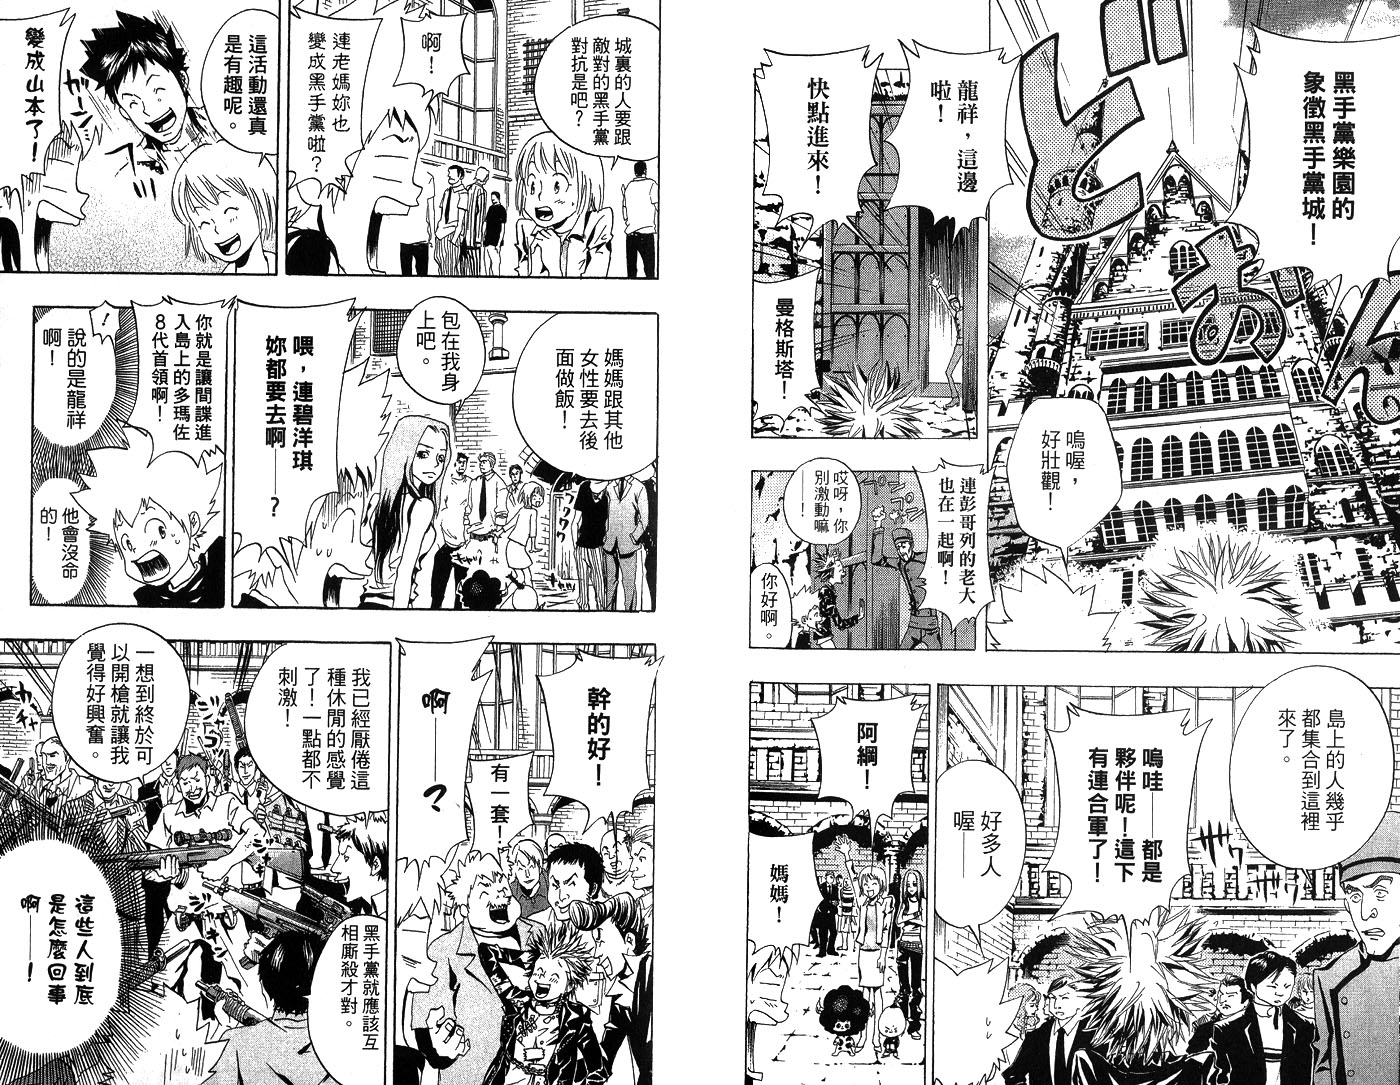 黑手黨樂園的
象徵黑手黨城！
ど
お
ん
嗚喔，
好壯觀！
龍祥，這邊
啦！
快點進來！
曼格斯塔！
連彭哥列的老大
也在一起啊！
哎呀，你
別激動嘛
！
你好啊。
島上的人幾乎
都集合到這裡
來了。
嗚哇——都是
夥伴呢！這下
有連合軍了！
好多人
喔——
阿綱！
媽媽！
城裏的人要跟
敵對的黑手黨
對抗是吧？
啊！
連老媽妳也
變成黑手黨啦？
這活動還真
是有趣呢。
ガーン
變成山本了！
媽媽跟其他
女性要去後
面做飯！
包在我身
上吧。
喂，連碧洋琪
妳都要去啊——？
你就是讓間諜進
入島上的多瑪佐
8代首領啊！
！
說的是龍祥
啊！
他會沒命
的！
幹的好！
有一套！
啊——？
我已經厭倦這
種休閒的感覺
了！一點都不
刺激！
黑手黨就應該互
相廝殺才對。
一想到終於可
以開槍就讓我
覺得好興奮。
這些人到底
是怎麼回事
啊——！